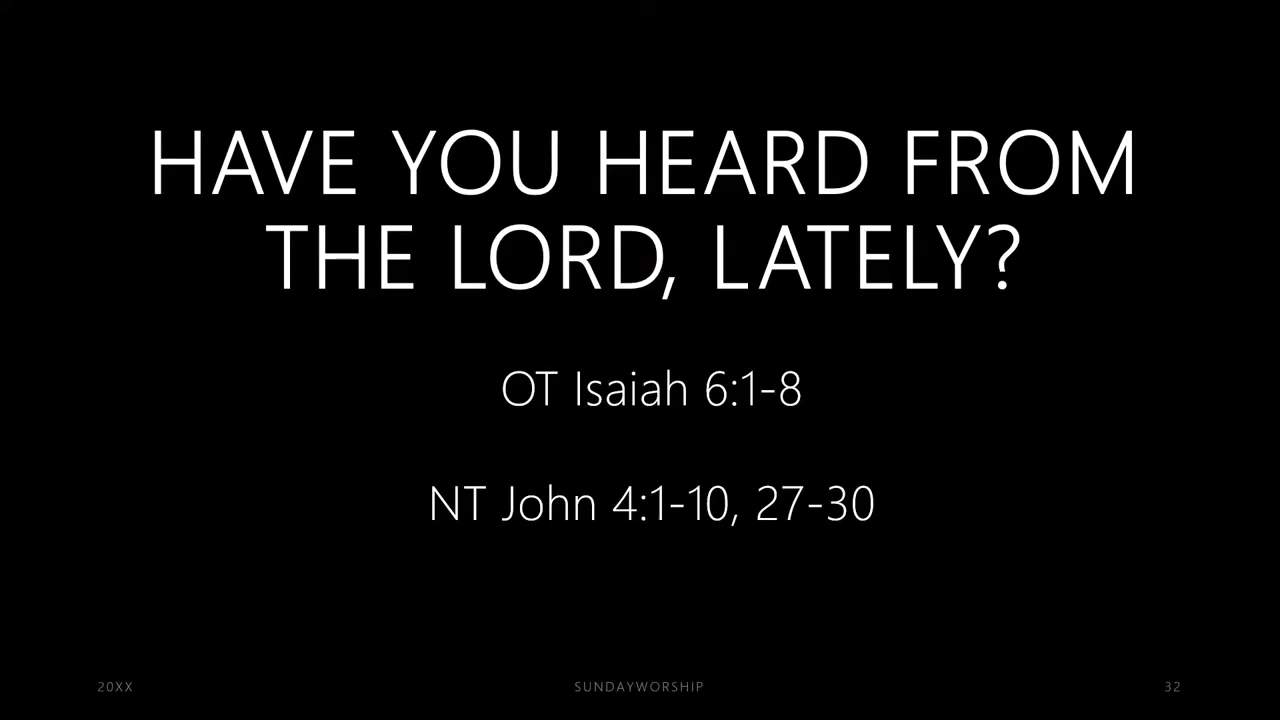 HAVE YOU HEARD FROM
THE LORD, LATELY?
OT Isaiah 6:1-8
NT John 4:1-10, 27-30
20XX
SUNDAYWORSHIP
32